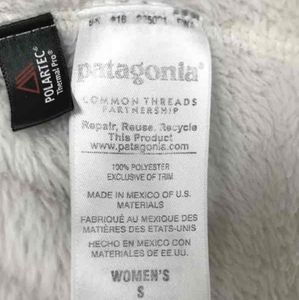 POLARTEC®
Thermal Pro®
patagonia®
COMMON THREADS
PARTNERSHIP
Repair, Reuse, Recycle
This Product
www.patagonia.com
100% POLYESTER
EXCLUSIVE OF TRIM
MADE IN MEXICO OF U.S.
MATERIALS
FABRIQUÉ AU MEXIQUE DES
MATIÈRES DES ETATS-UNIS
HECHO EN MEXICO CON
MATERIALES DE EE.UU.
WOMEN'S
S